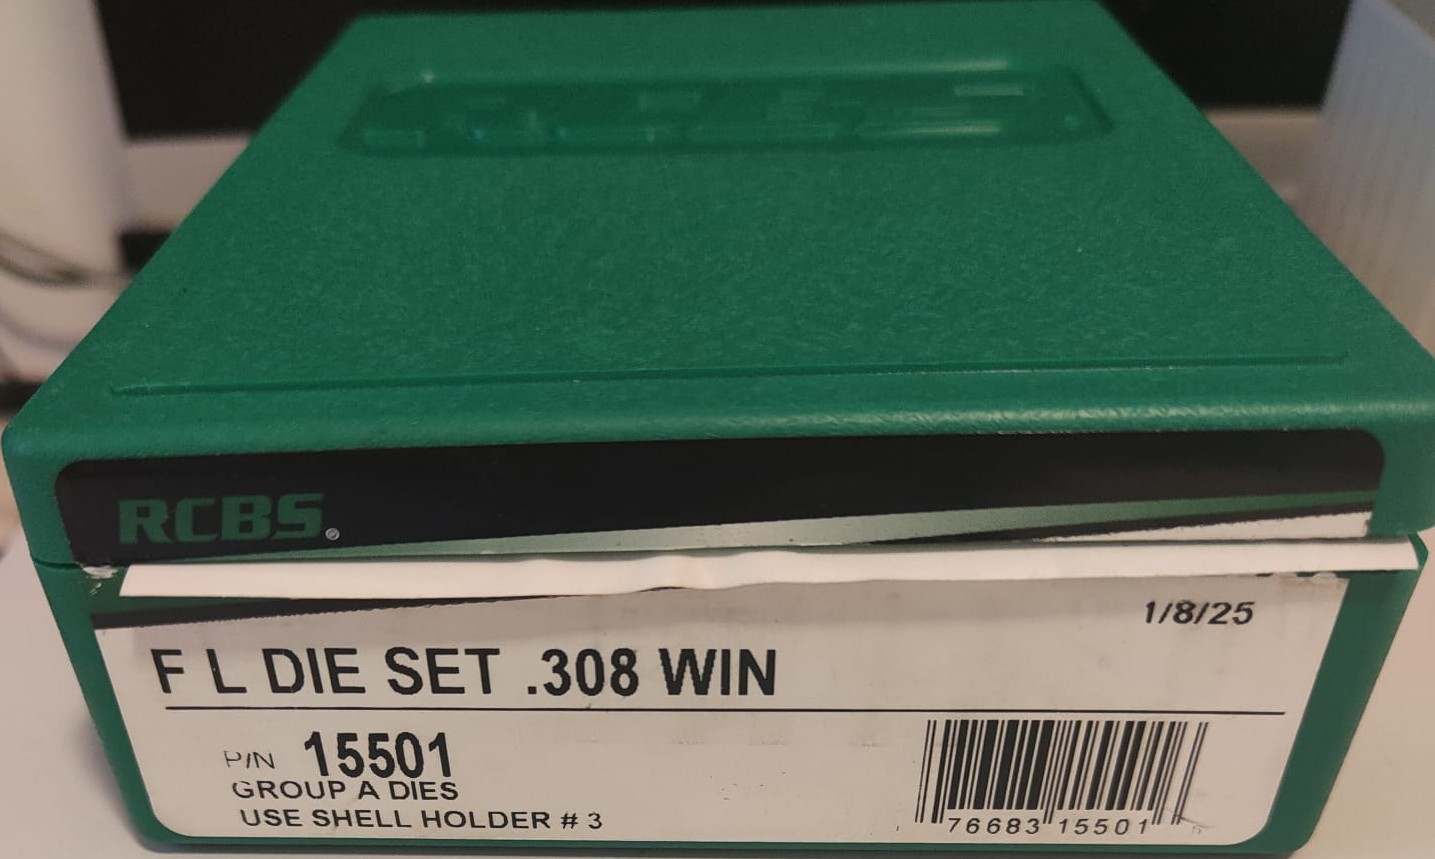 RCBS®
1/8/25
F L DIE SET .308 WIN
P/N 15501
GROUP A DIES
USE SHELL HOLDER # 3
76683 15501